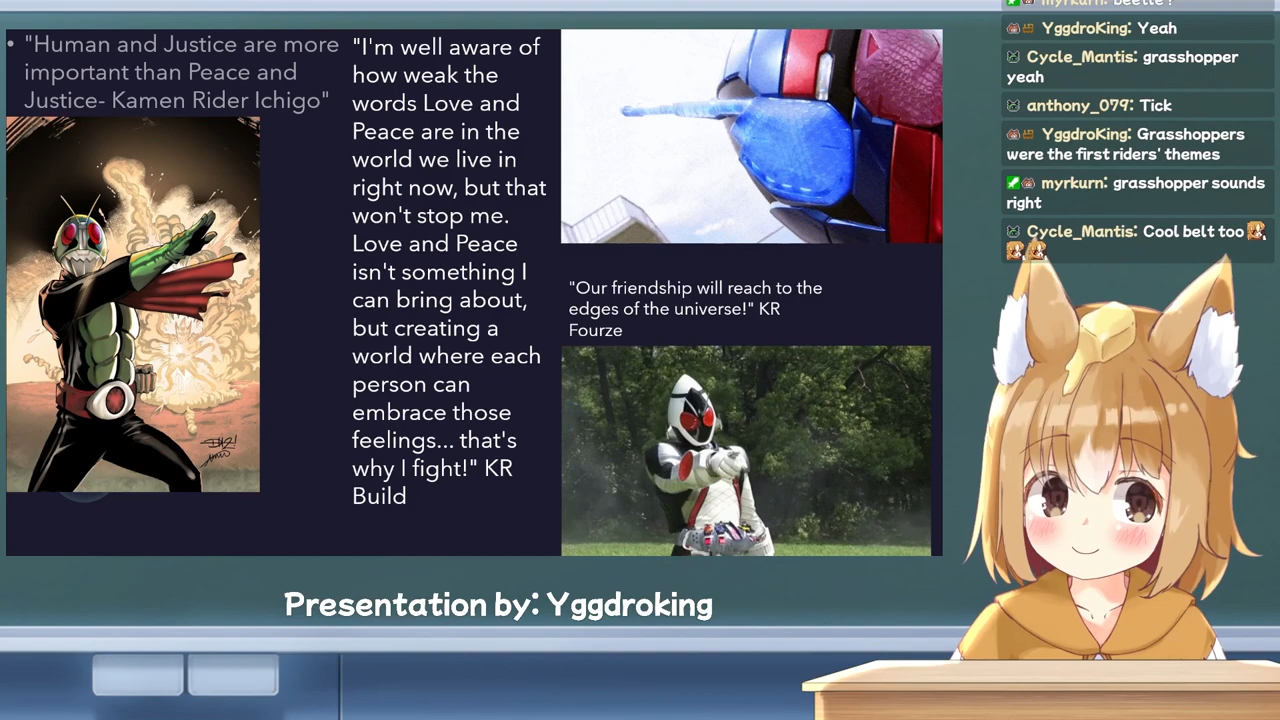 • "Human and Justice are more
important than Peace and
Justice- Kamen Rider Ichigo"
"I'm well aware of
how weak the
words Love and
Peace are in the
world we live in
right now, but that
won't stop me.
Love and Peace
isn't something I
can bring about,
but creating a
world where each
person can
embrace those
feelings... that's
why I fight!" KR
Build
"Our friendship will reach to the
edges of the universe!" KR
Fourze
Presentation by: Yggdroking
myrkurn: beetle?
YggdroKing: Yeah
Cycle_Mantis: grasshopper
yeah
anthony_079: Tick
YggdroKing: Grasshoppers
were the first riders' themes
myrkurn: grasshopper sounds
right
Cycle_Mantis: Cool belt too